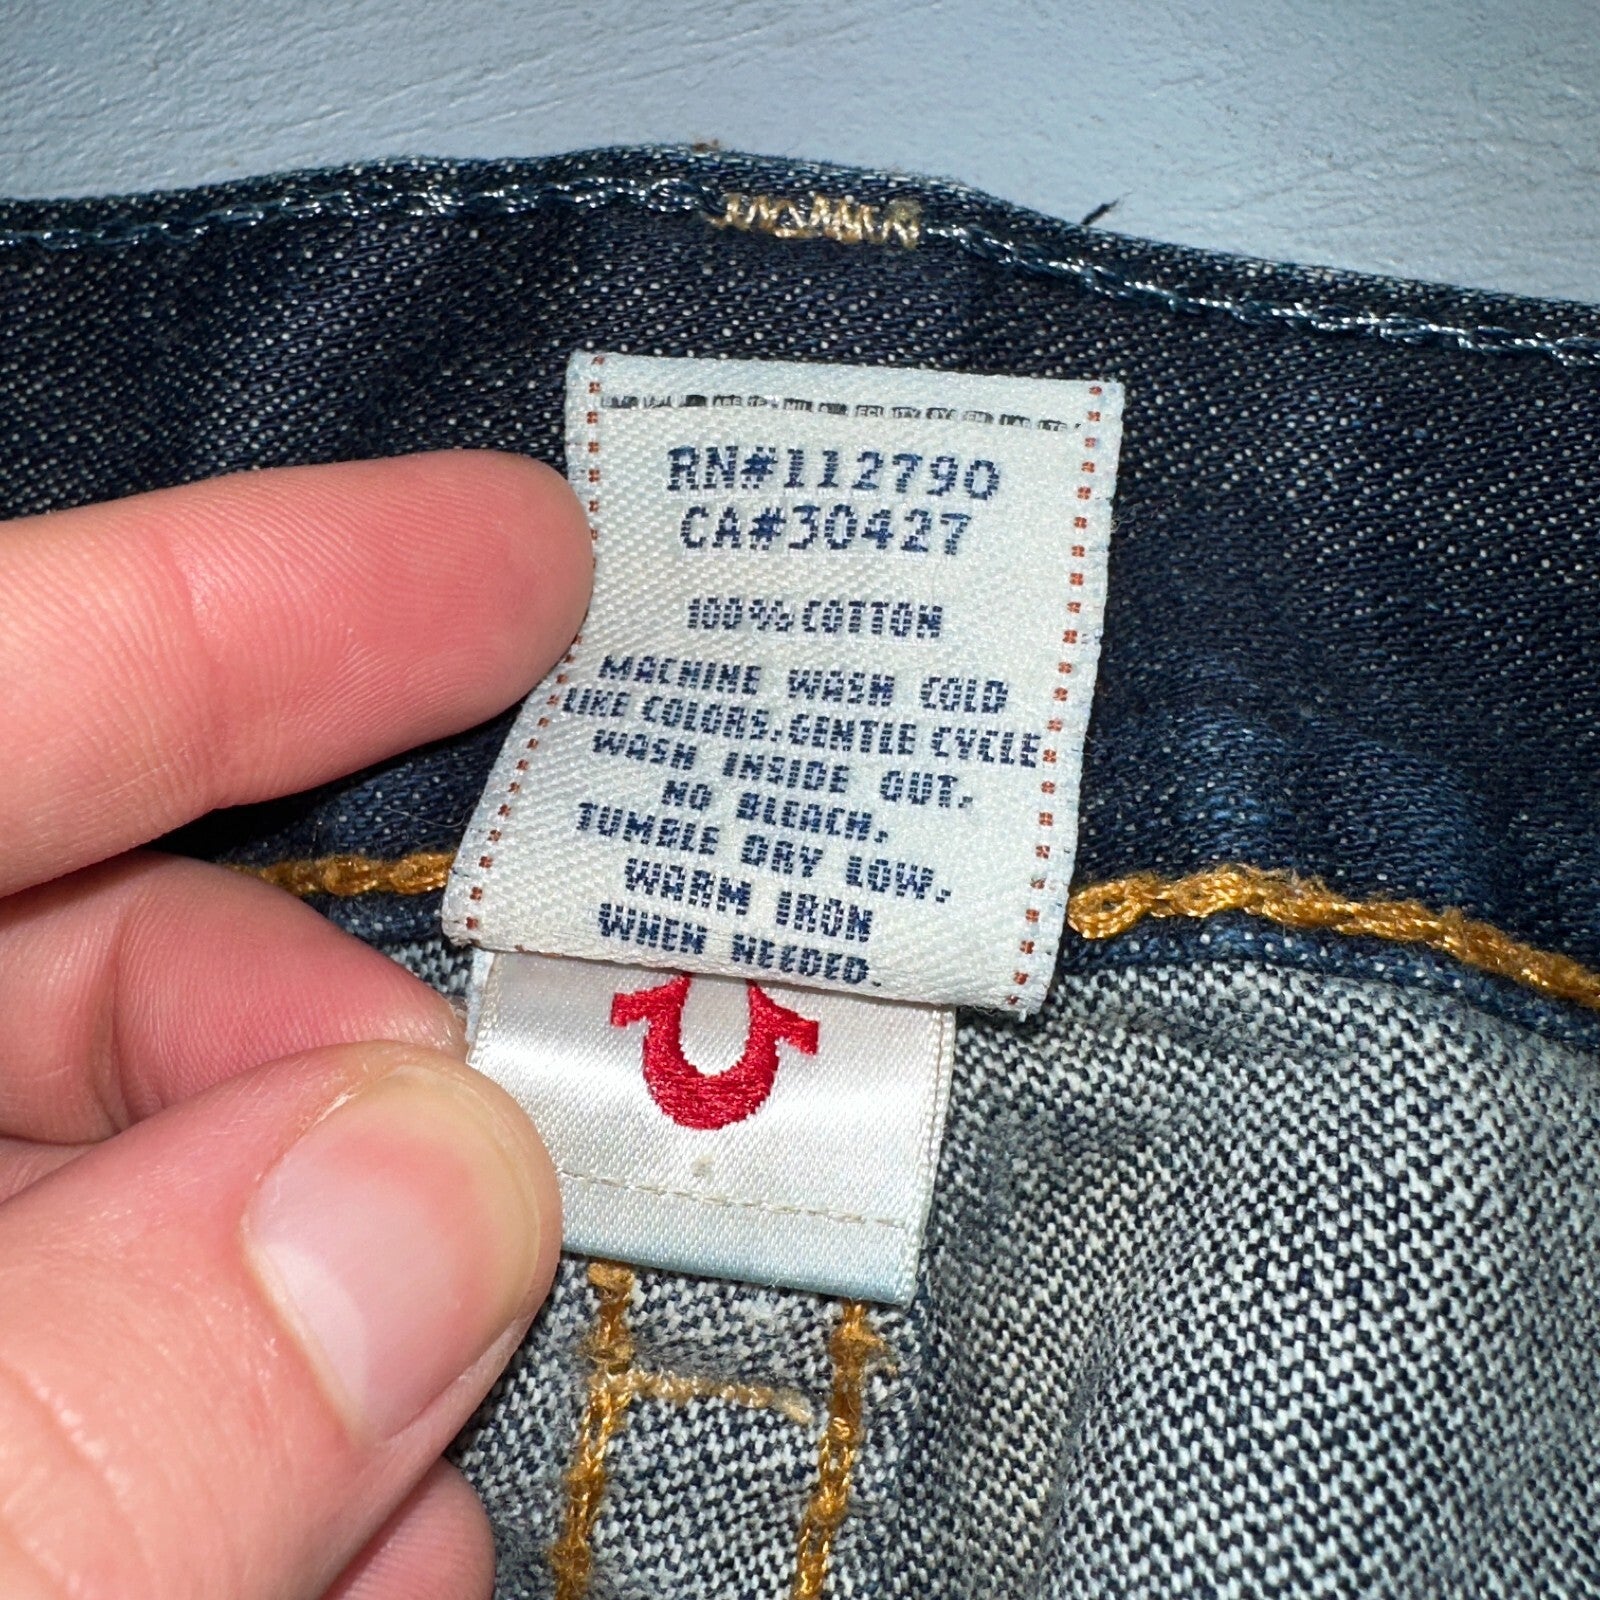 RN#112790
CA#30427
100% COTTON
MACHINE WASH COLD
LIKE COLORS, GENTLE CYCLE
WASH INSIDE OUT.
NO BLEACH,
TUMBLE DRY LOW,
WARM IRON
WHEN NEEDED.